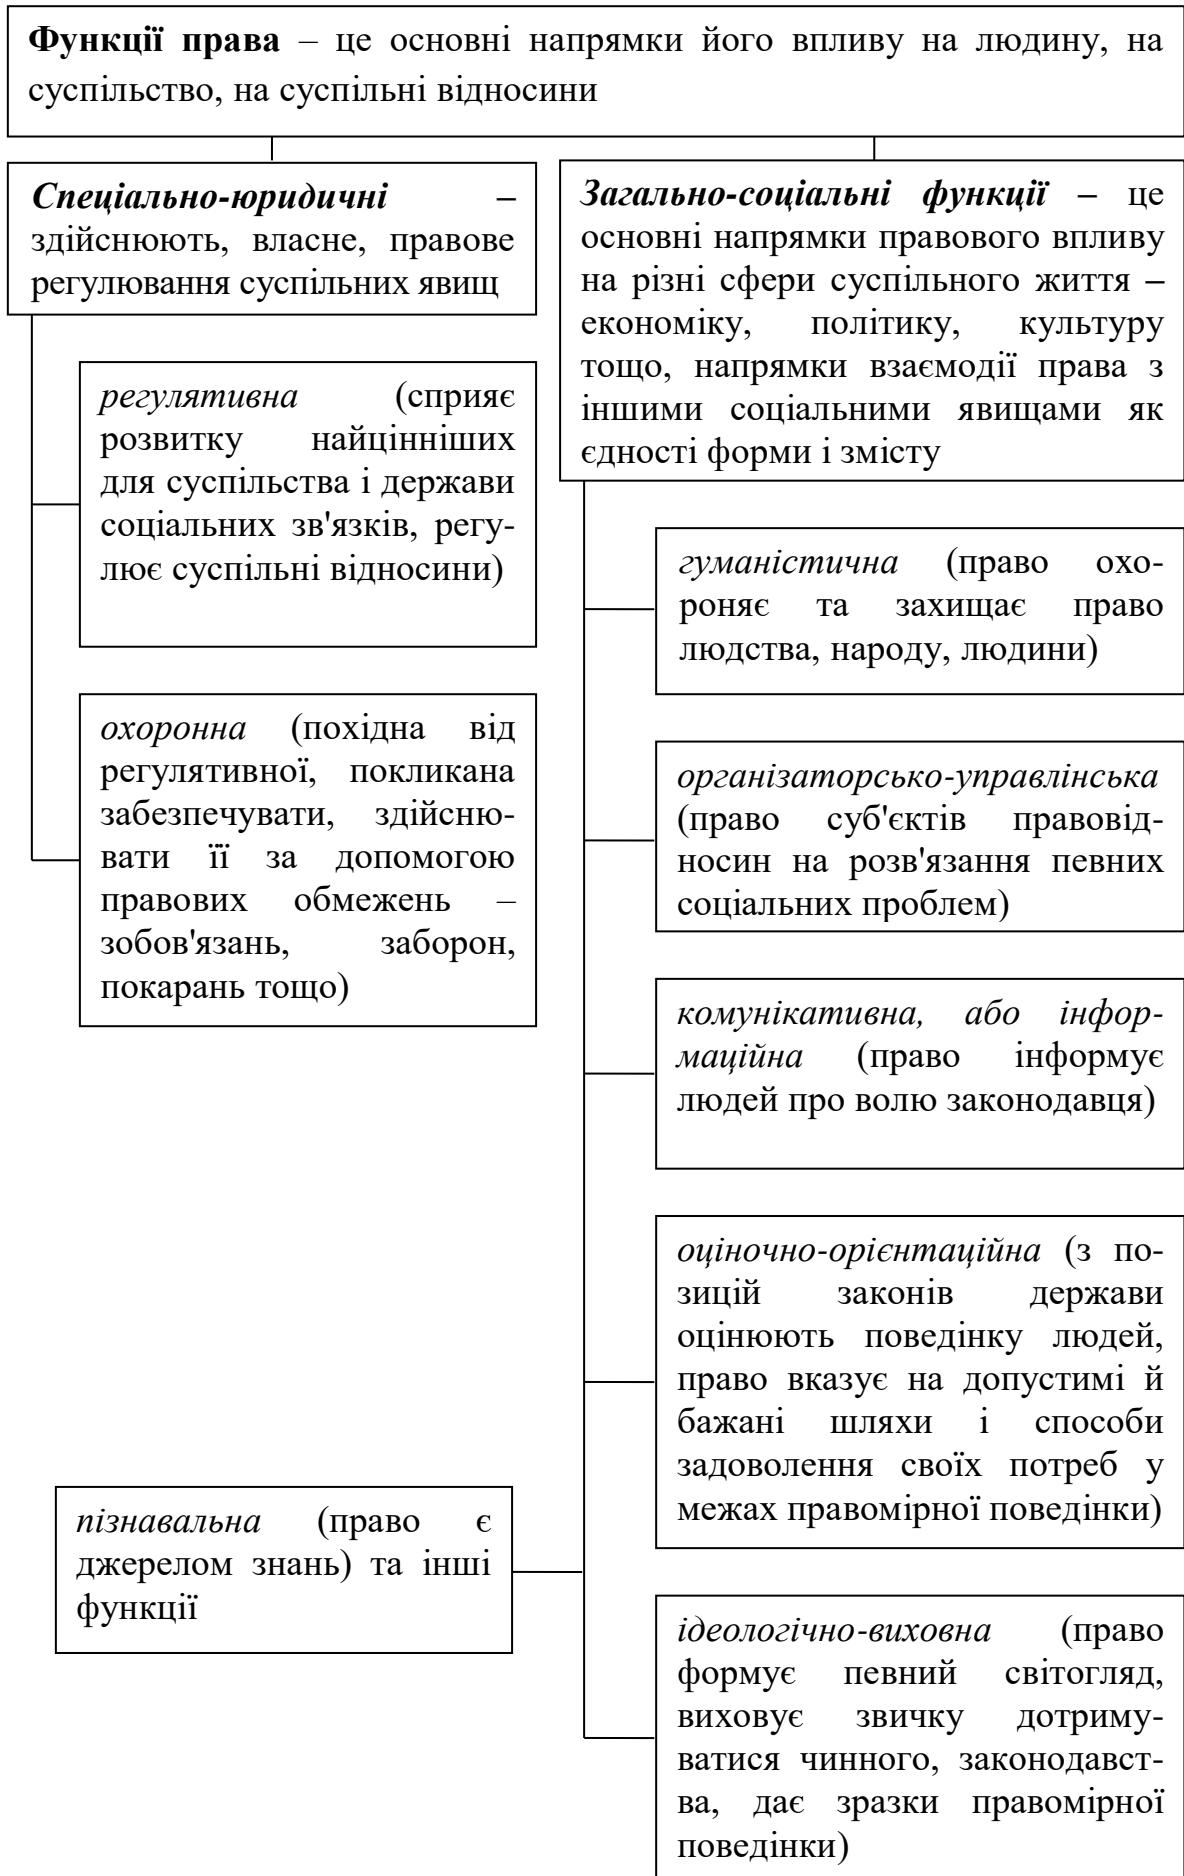 Функції права – це основні напрямки його впливу на людину, на
суспільство, на суспільні відносини
Спеціально-юридичні –
здійснюють, власне, правове
регулювання суспільних явищ
регулятивна (сприяє
розвитку найцінніших
для суспільства і держави
соціальних зв'язків, регу-
лює суспільні відносини)
охоронна (похідна від
регулятивної, покликана
забезпечувати, здійсню-
вати її за допомогою
правових обмежень –
зобов'язань, заборон,
покарань тощо)
Загально-соціальні функції – це
основні напрямки правового впливу
на різні сфери суспільного життя –
економіку, політику, культуру
тощо, напрямки взаємодії права з
іншими соціальними явищами як
єдності форми і змісту
гуманістична (право охо-
роняє та захищає право
людства, народу, людини)
організаторсько-управлінська
(право суб'єктів правовід-
носин на розв'язання певних
соціальних проблем)
комунікативна, або інфор-
маційна (право інформує
людей про волю законодавця)
оціночно-орієнтаційна (з по-
зицій законів держави
оцінюють поведінку людей,
право вказує на допустимі й
бажані шляхи і способи
задоволення своїх потреб у
межах правомірної поведінки)
пізнавальна (право є
джерелом знань) та інші
функції
ідеологічно-виховна (право
формує певний світогляд,
виховує звичку дотриму-
ватися чинного, законодавст-
ва, дає зразки правомірної
поведінки)